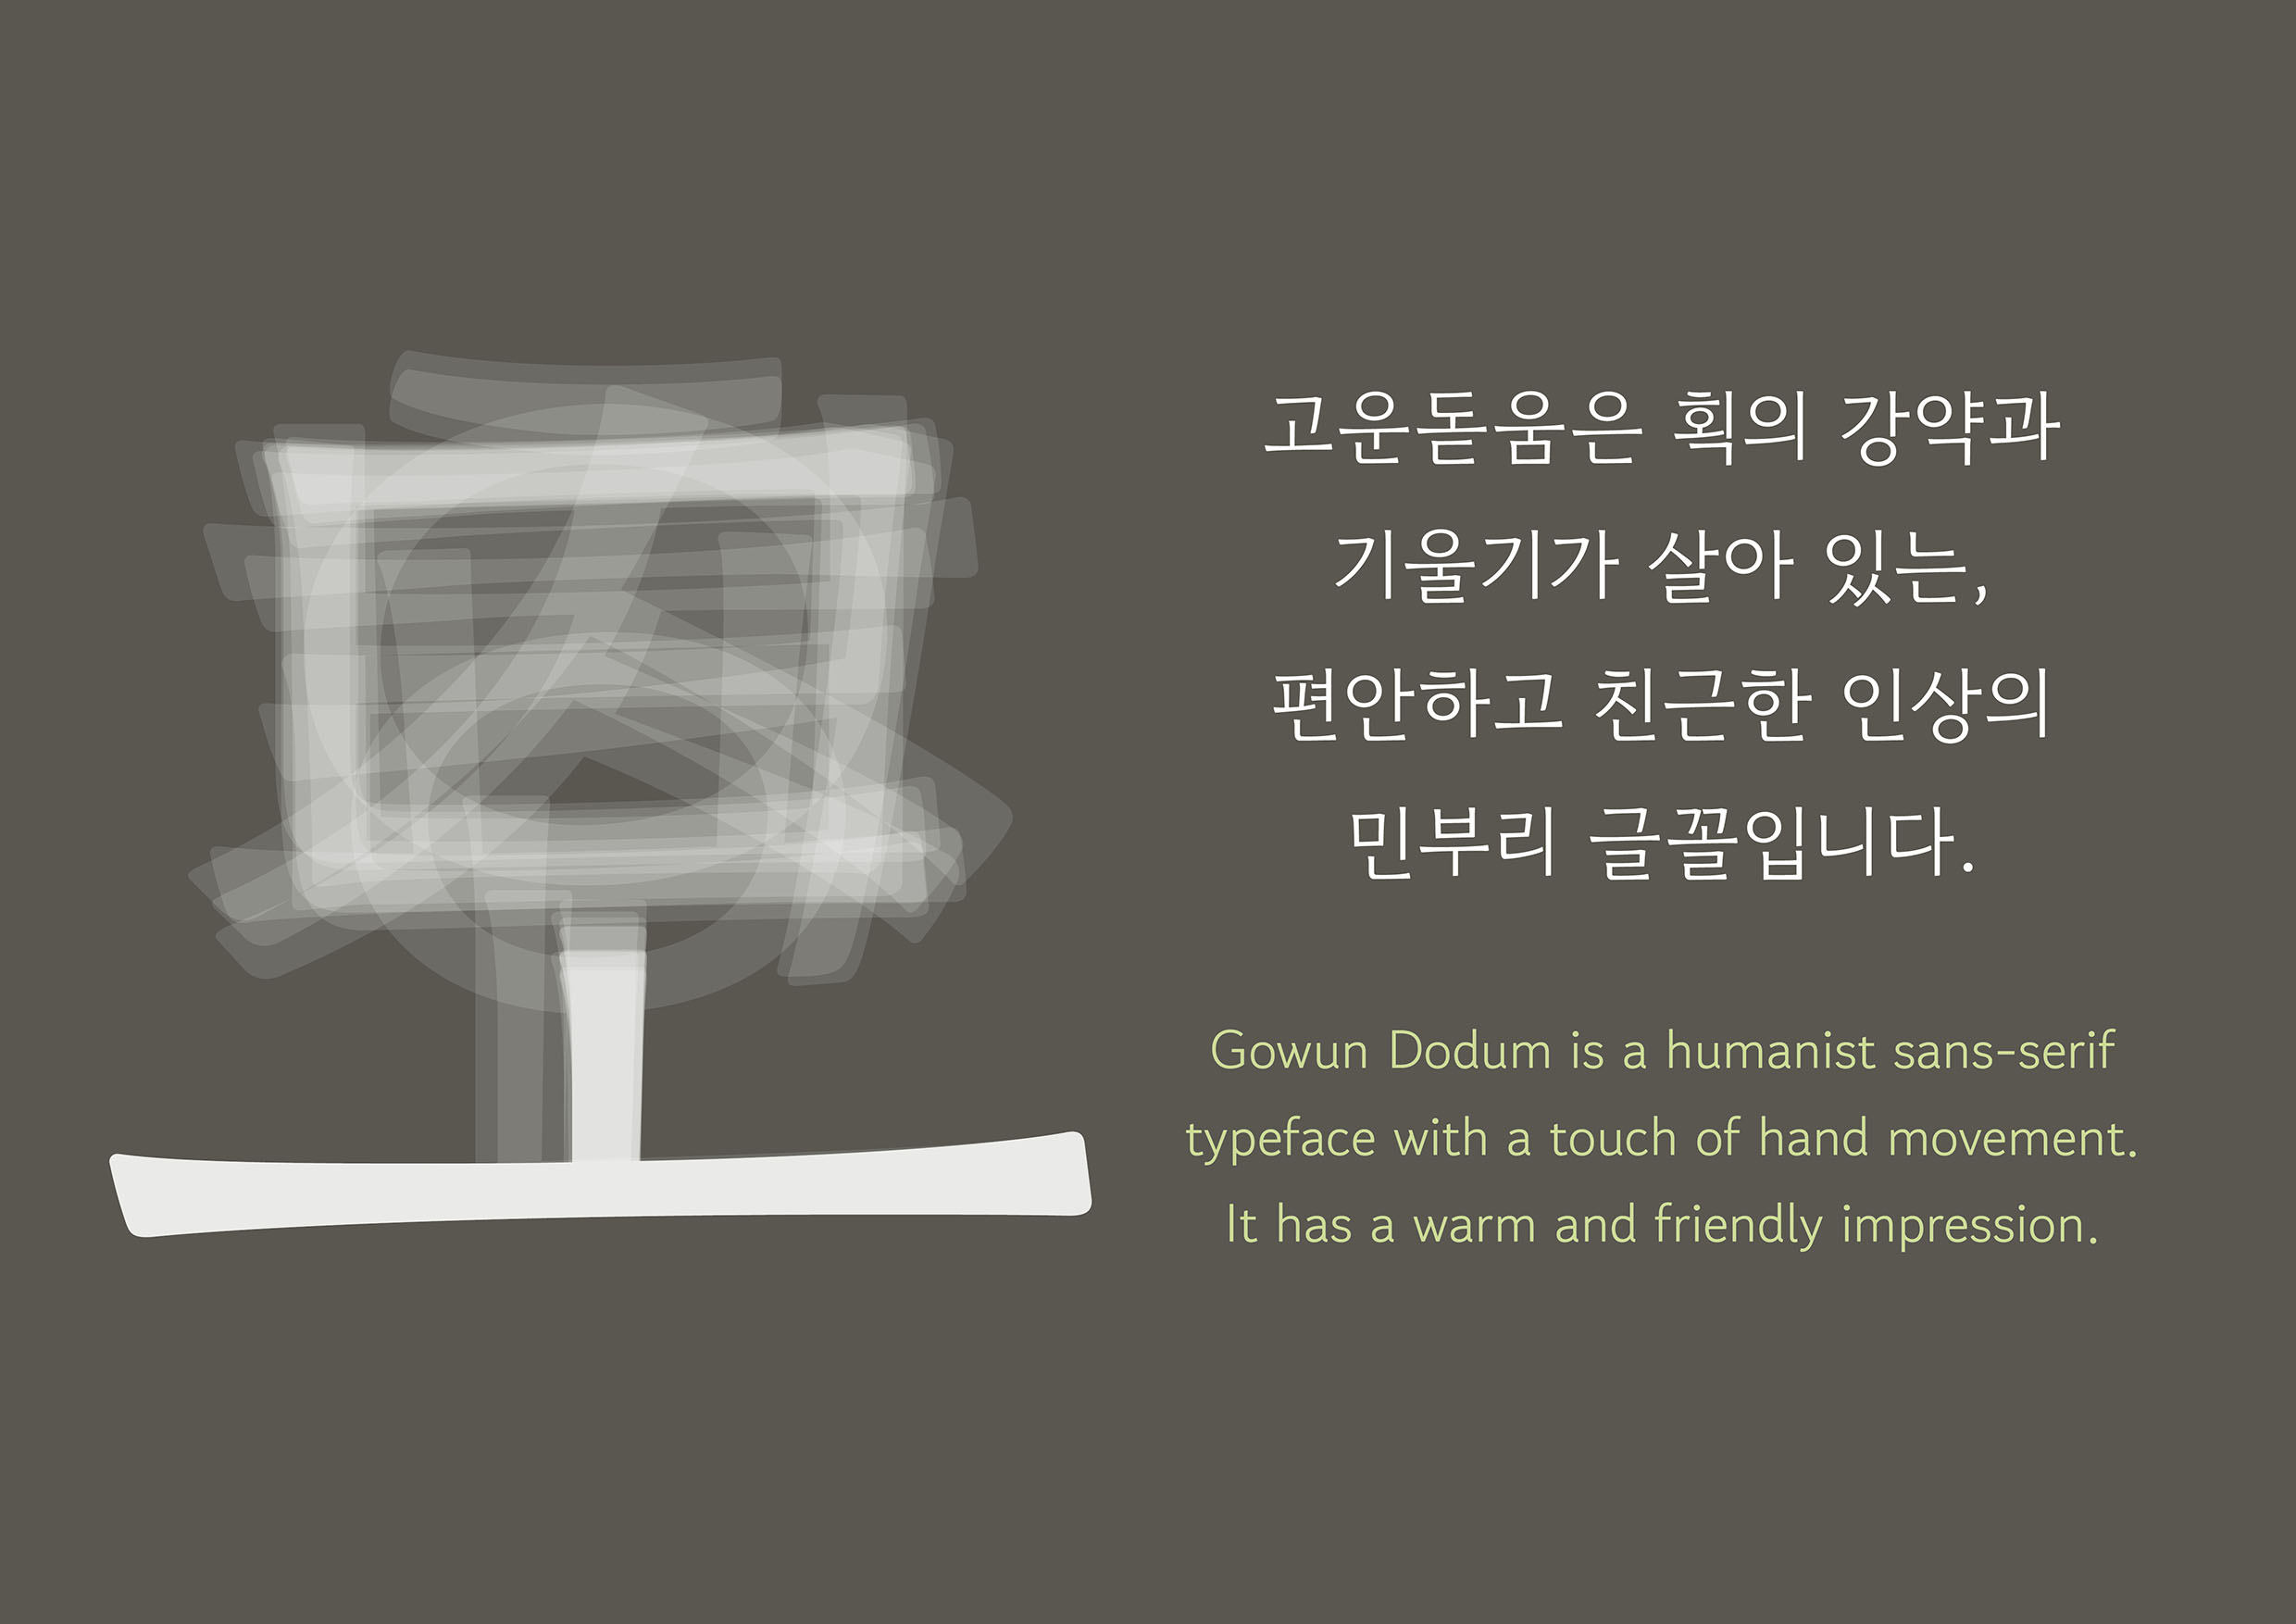 고운돋움은 획의 강약과
기울기가 살아 있는,
편안하고 친근한 인상의
민부리 글꼴입니다.
Gowun Dodum is a humanist sans-serif
typeface with a touch of hand movement.
It has a warm and friendly impression.